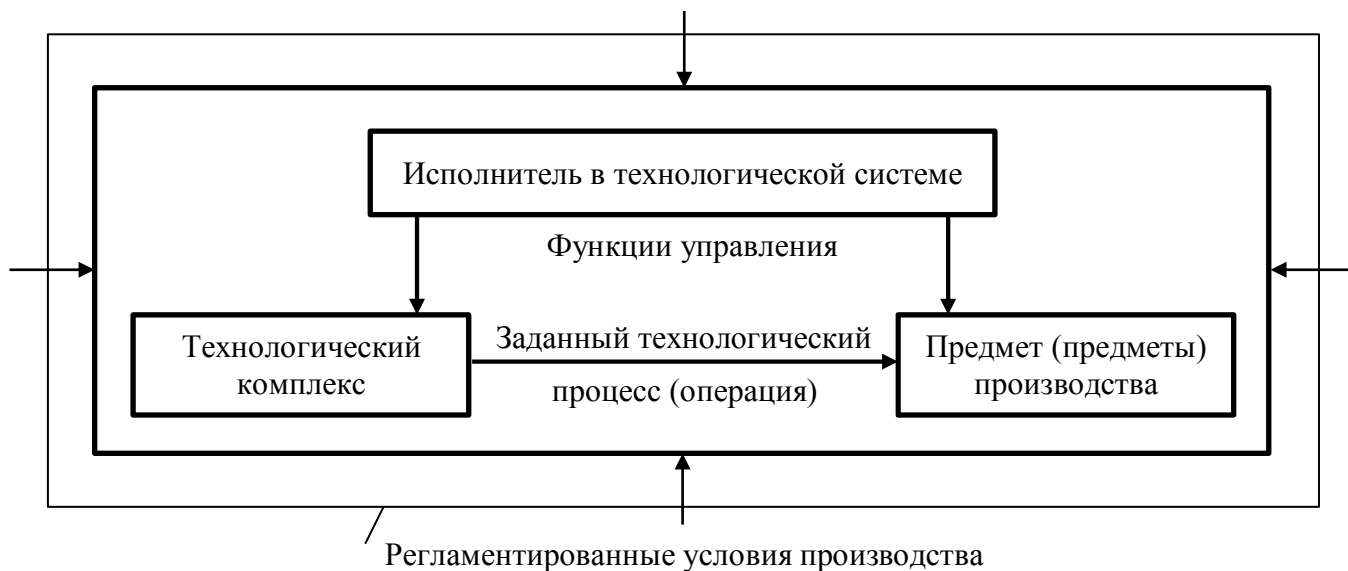 Исполнитель в технологической системе
Функции управления
Технологический
комплекс
Заданный технологический
процесс (операция)
Предмет (предметы)
производства
Регламентированные условия производства